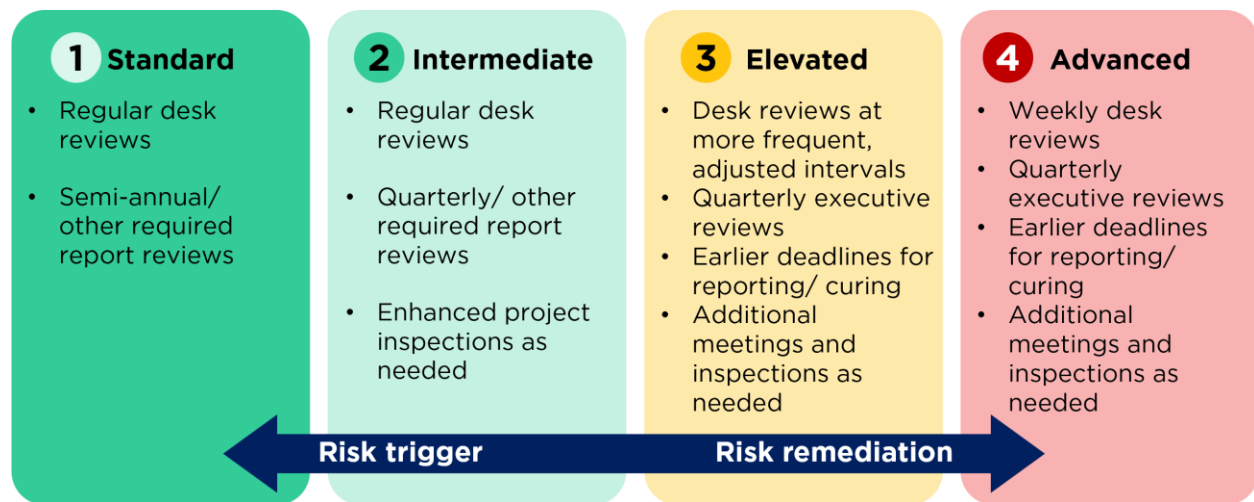 1 Standard
• Regular desk
reviews
• Semi-annual/
other required
report reviews
2 Intermediate
• Regular desk
reviews
• Quarterly/ other
required report
reviews
• Enhanced project
inspections as
needed
3 Elevated
• Desk reviews at
more frequent,
adjusted intervals
• Quarterly executive
reviews
• Earlier deadlines for
reporting/ curing
• Additional
meetings and
inspections as
needed
4 Advanced
• Weekly desk
reviews
• Quarterly
executive reviews
• Earlier deadlines
for reporting/
curing
• Additional
meetings and
inspections as
needed
Risk trigger
Risk remediation